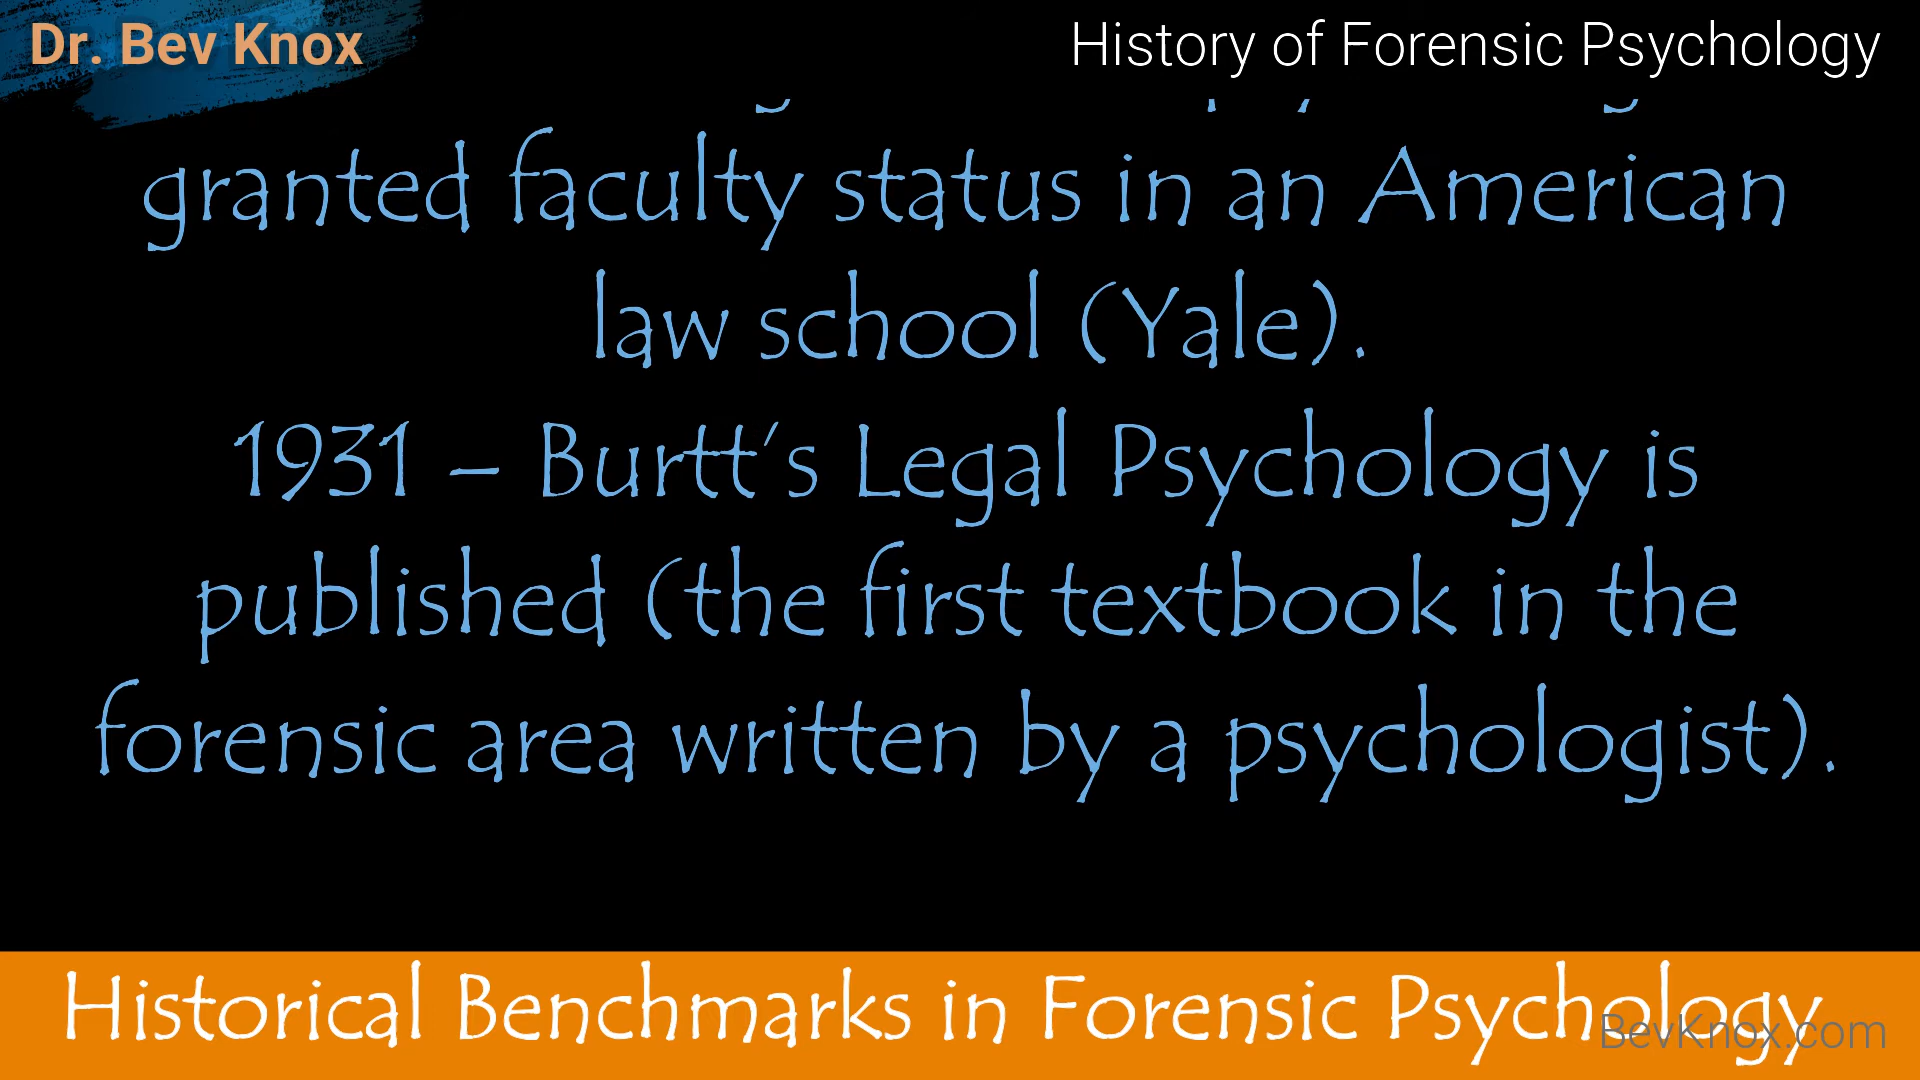 Dr. Bev Knox
History of Forensic Psychology
granted faculty status in an American
law school (Yale).
1931 – Burtt's Legal Psychology is
published (the first textbook in the
forensic area written by a psychologist).
Historical Benchmarks in Forensic Psychology
BevKnox.com